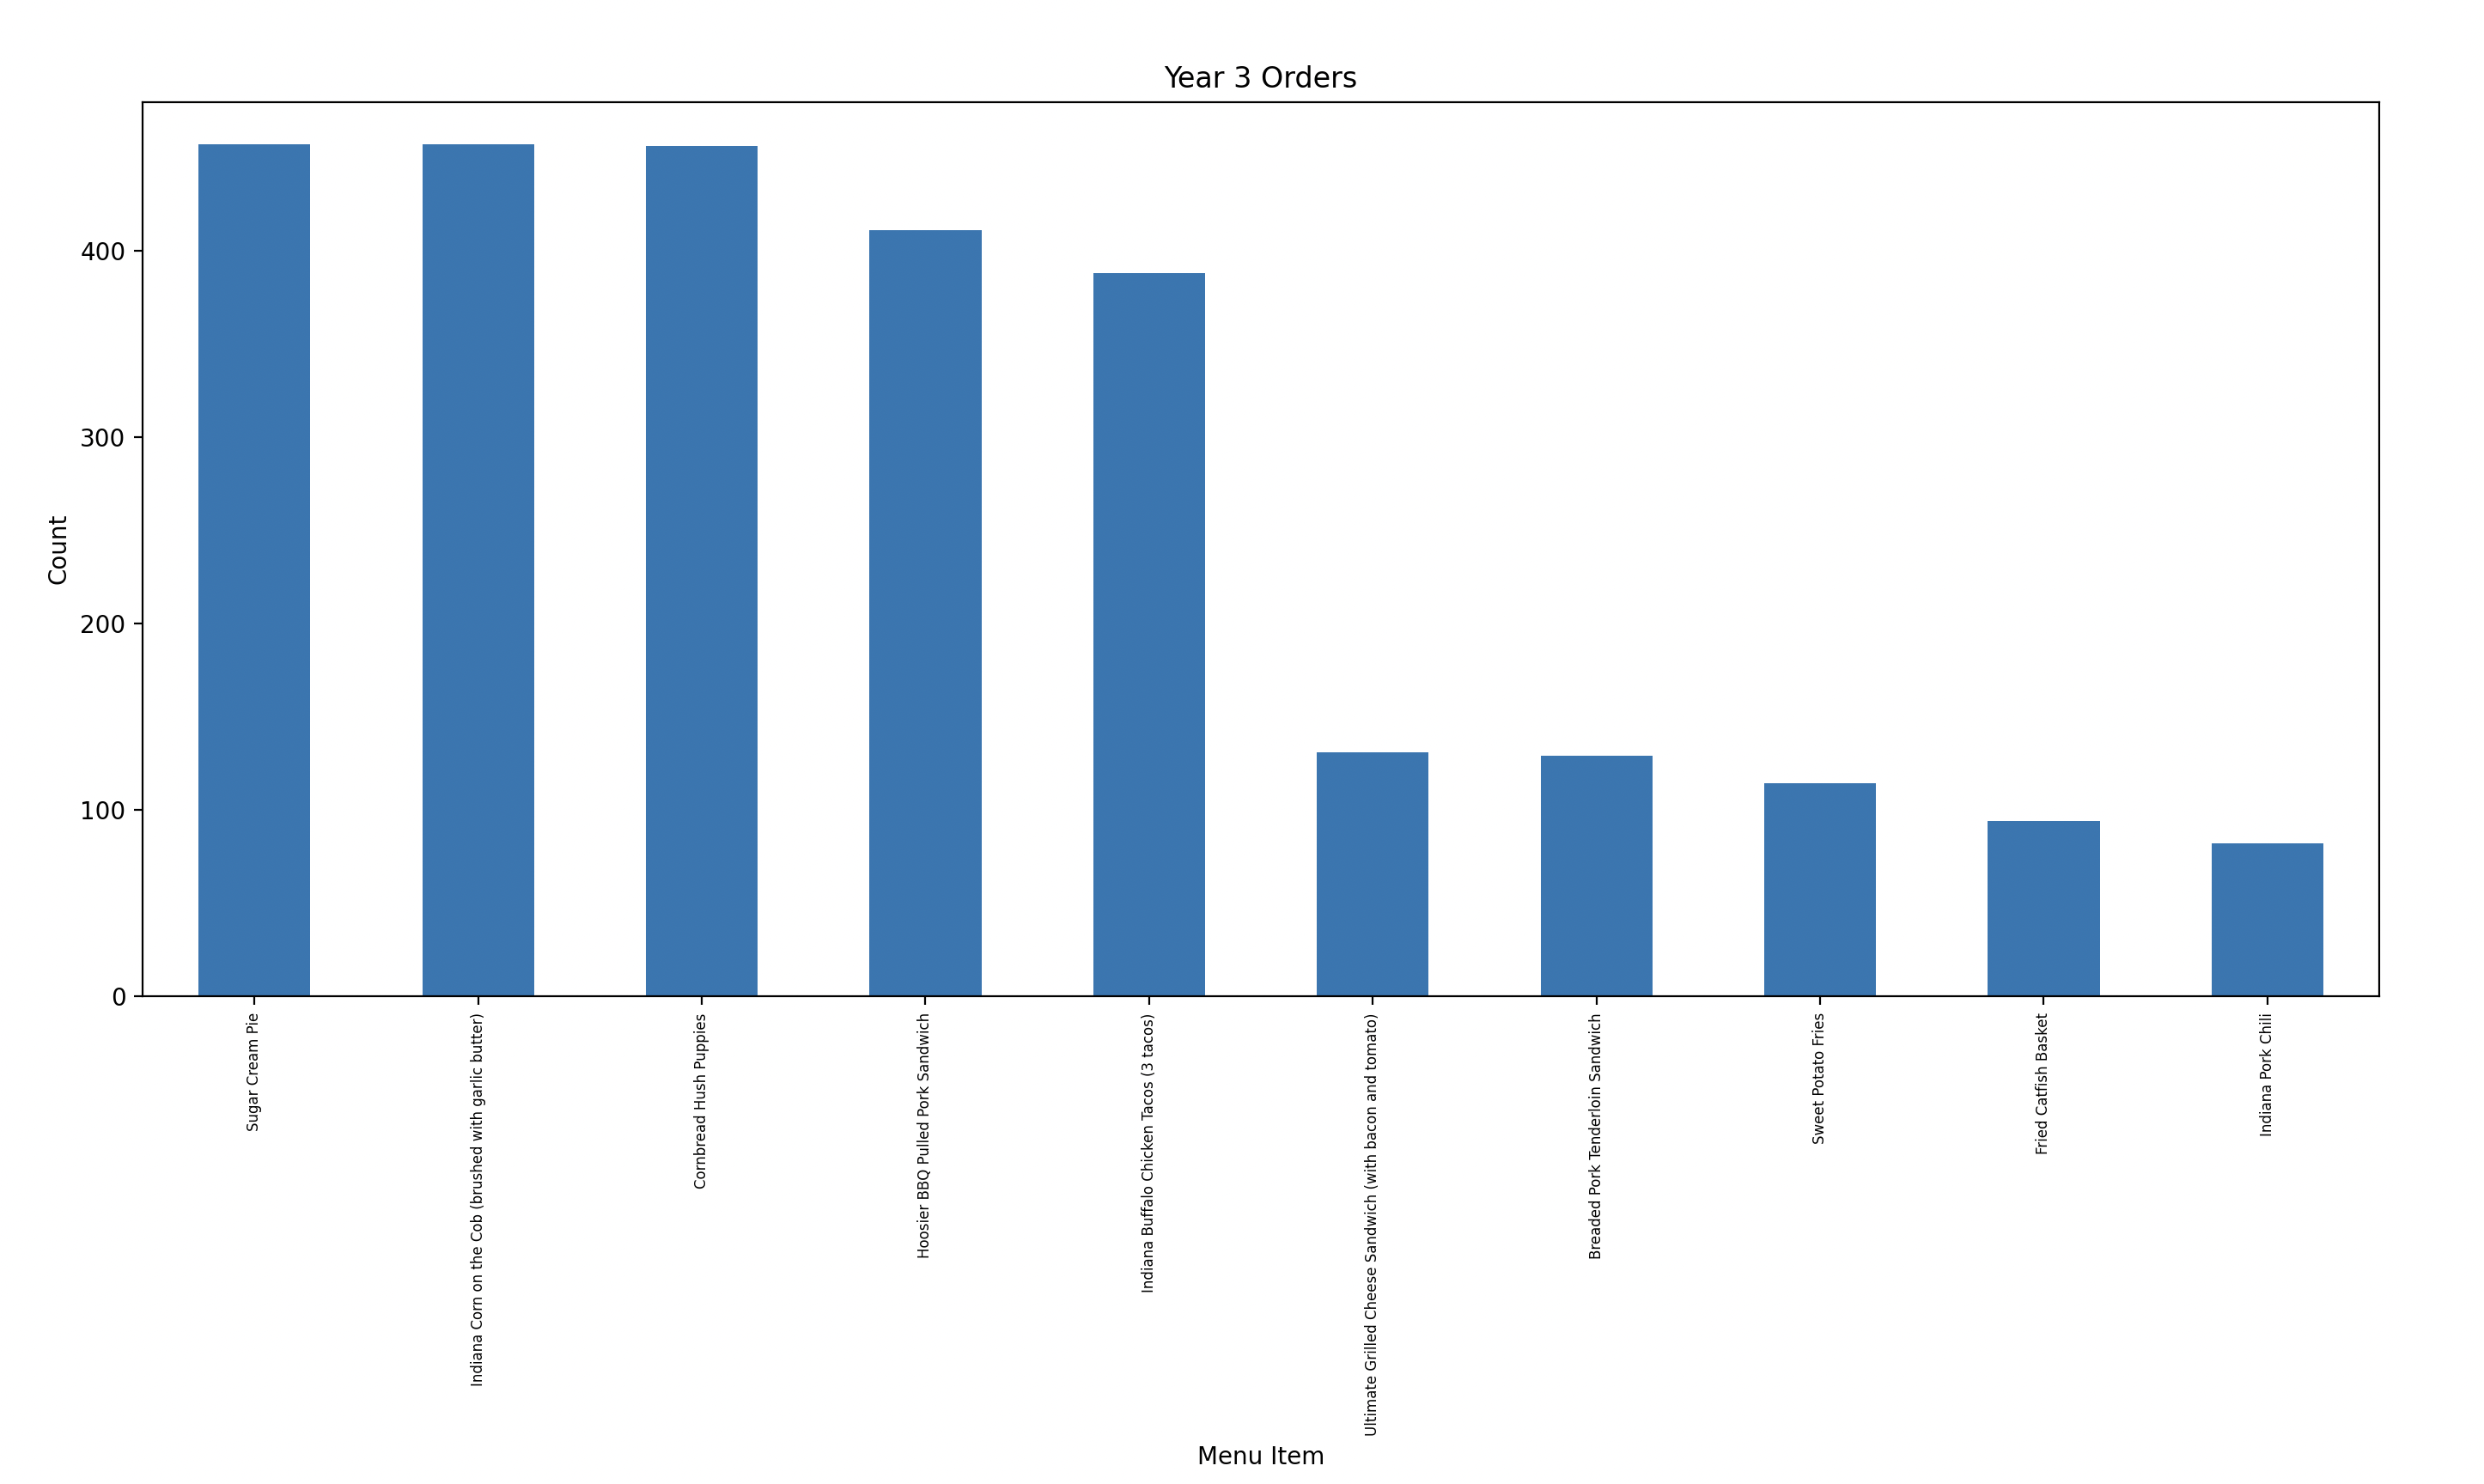 Year 3 Orders
Count
400
300
200
100
0
Sugar Cream Pie
Indiana Corn on the Cob (brushed with garlic butter)
Cornbread Hush Puppies
Hoosier BBQ Pulled Pork Sandwich
Indiana Buffalo Chicken Tacos (3 tacos)
Ultimate Grilled Cheese Sandwich (with bacon and tomato)
Breaded Pork Tenderloin Sandwich
Sweet Potato Fries
Fried Catfish Basket
Indiana Pork Chili
Menu Item